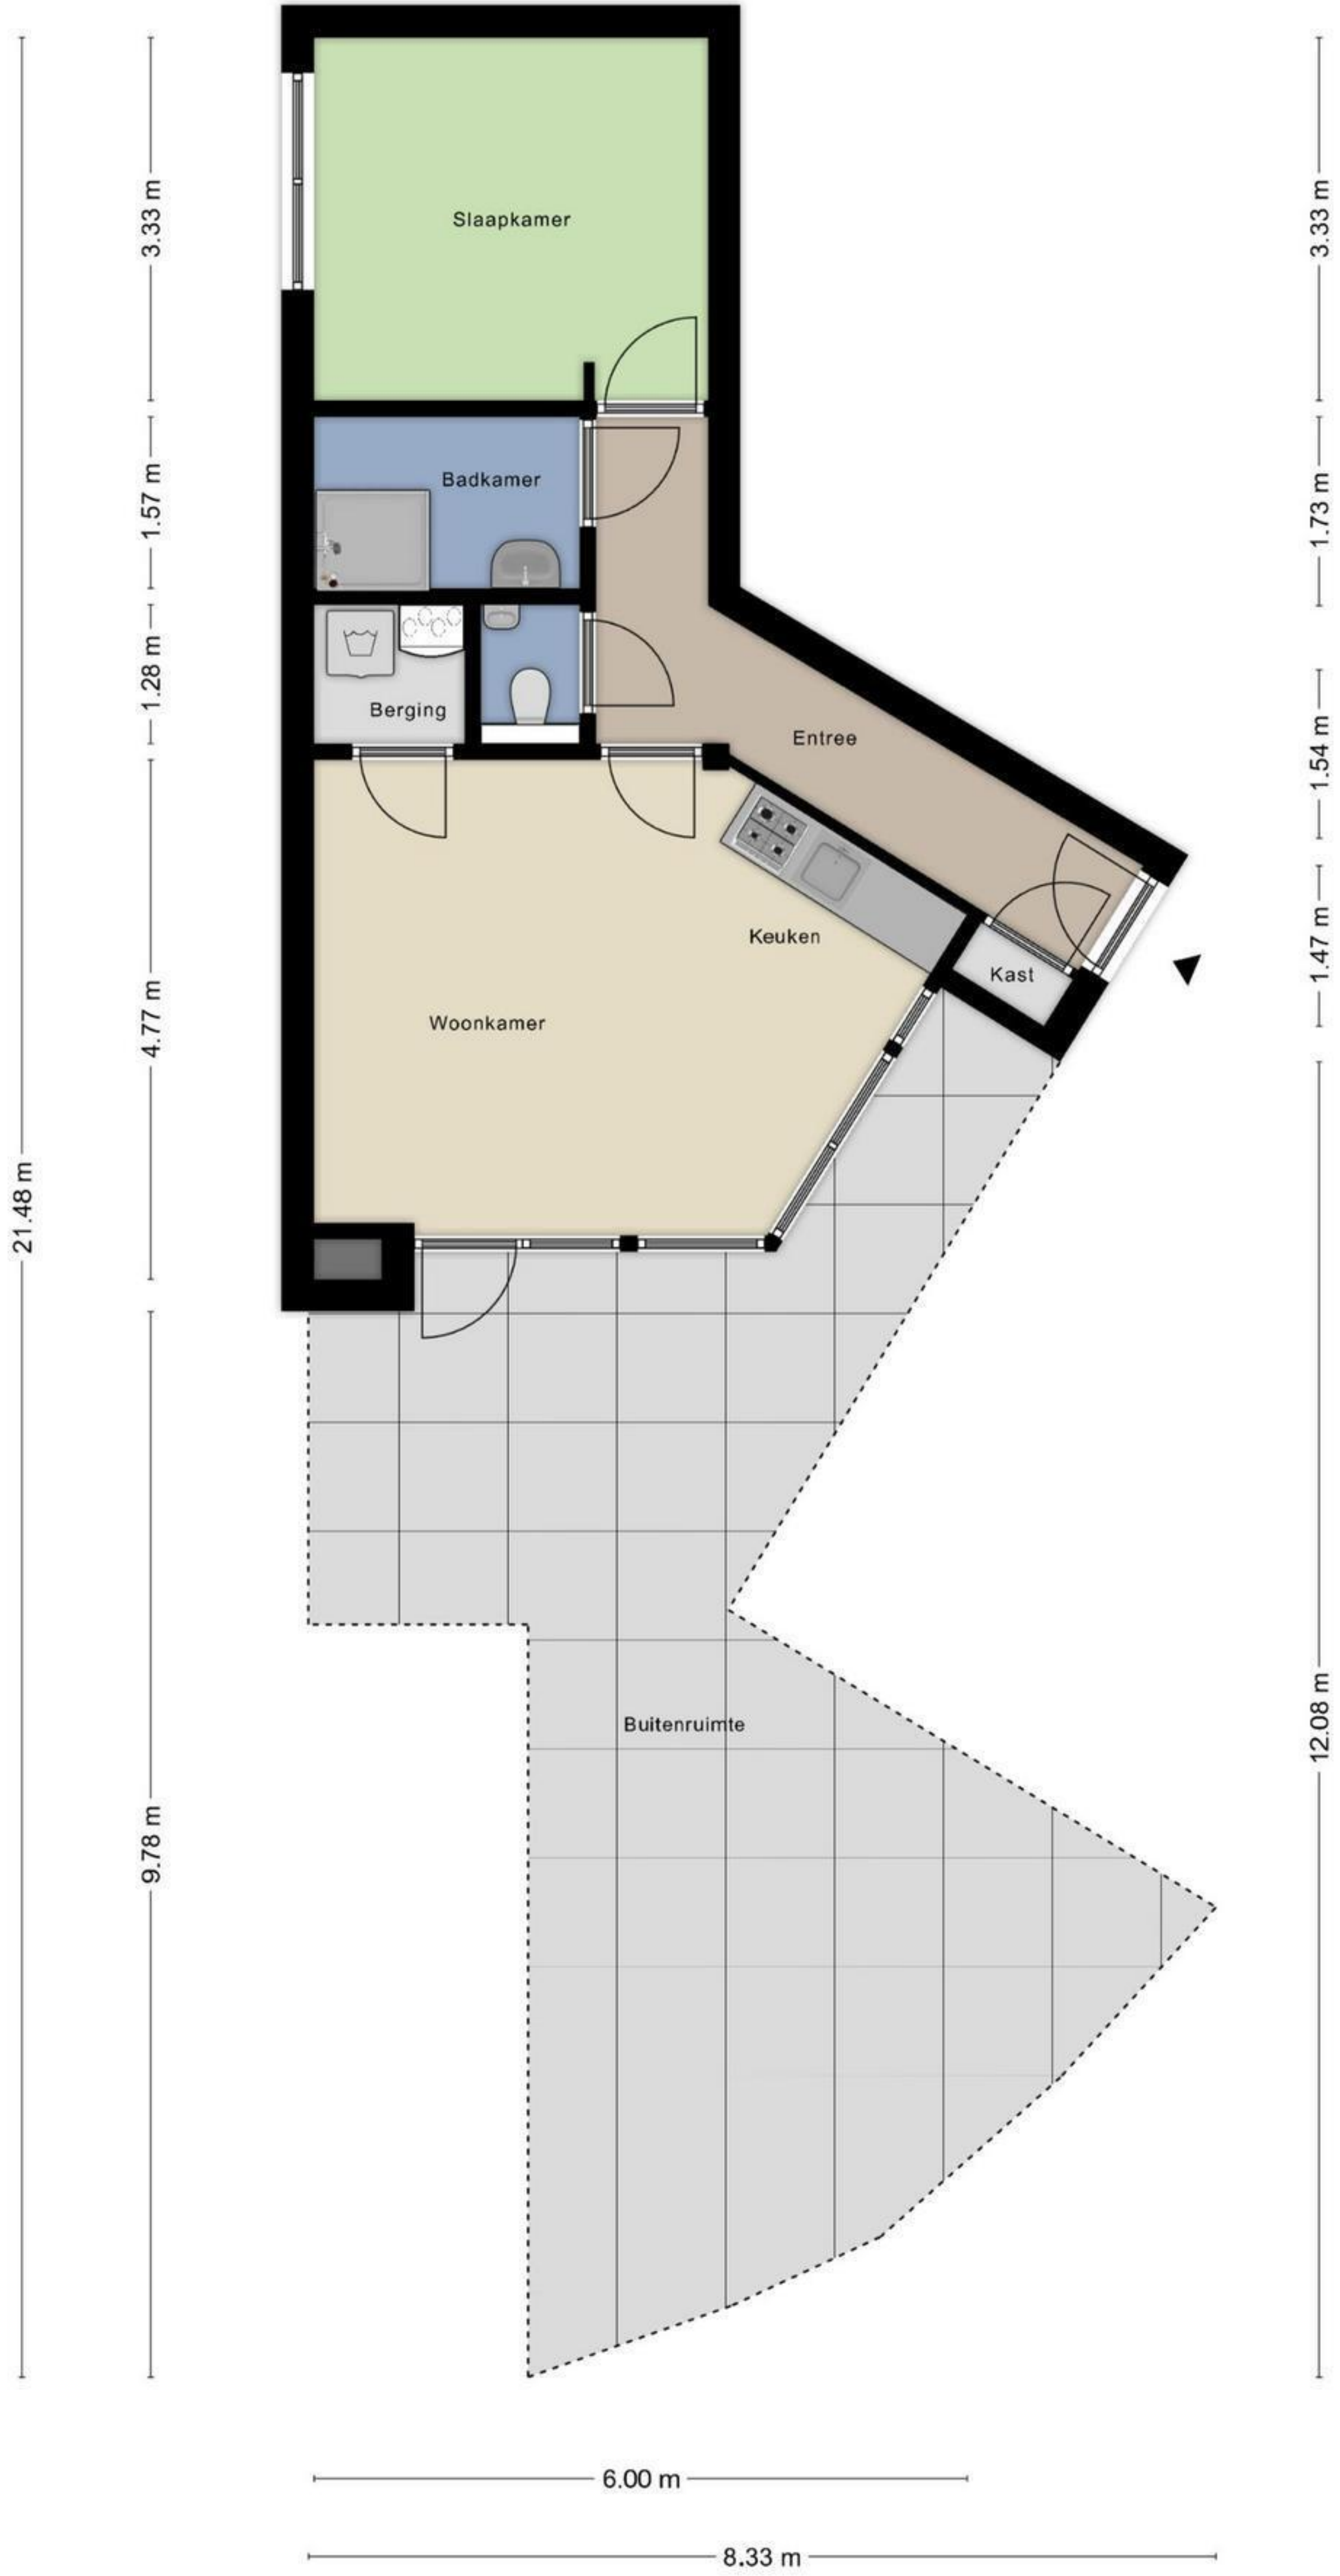 Slaapkamer
3.33 m
3.33 m
Badkamer
1.57 m
1.73 m
1.28 m
Berging
Entree
1.54 m
Keuken
1.47 m
Kast
4.77 m
Woonkamer
21.48 m
Buitenruimte
12.08 m
9.78 m
6.00 m
8.33 m